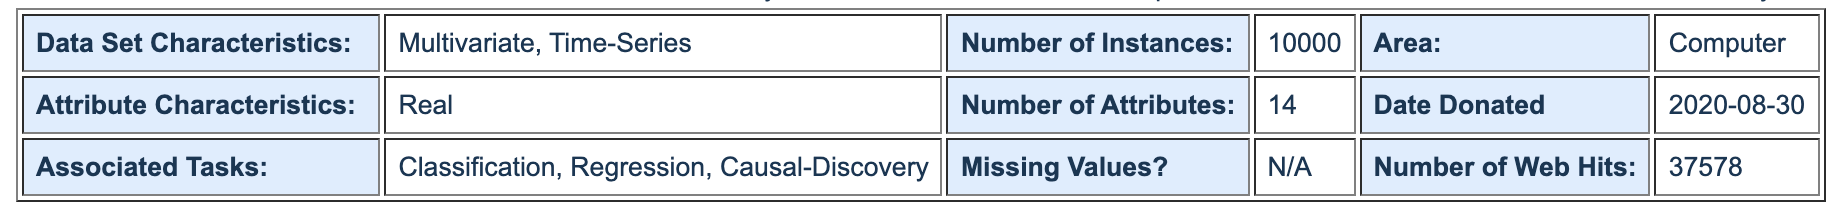 Data Set Characteristics: Multivariate, Time-Series Number of Instances: 10000 Area: Computer
Attribute Characteristics: Real Number of Attributes: 14 Date Donated 2020-08-30
Associated Tasks: Classification, Regression, Causal-Discovery Missing Values? N/A Number of Web Hits: 37578